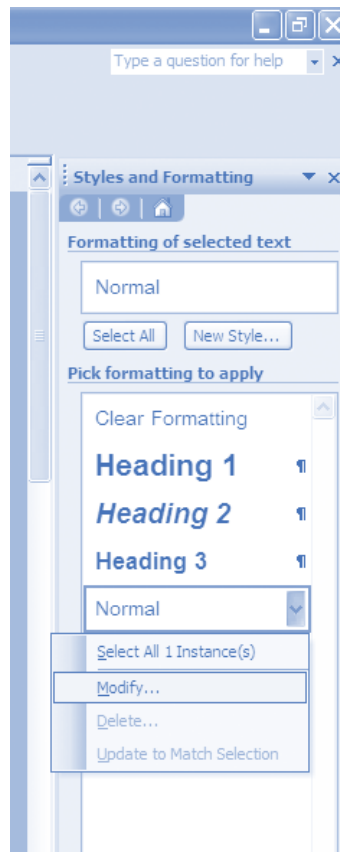 Type a question for help
Styles and Formatting
Formatting of selected text
Normal
Select All New Style...
Pick formatting to apply
Clear Formatting
Heading 1 ¶
Heading 2 ¶
Heading 3 ¶
Normal
Select All 1 Instance(s)
Modify...
Delete...
Update to Match Selection